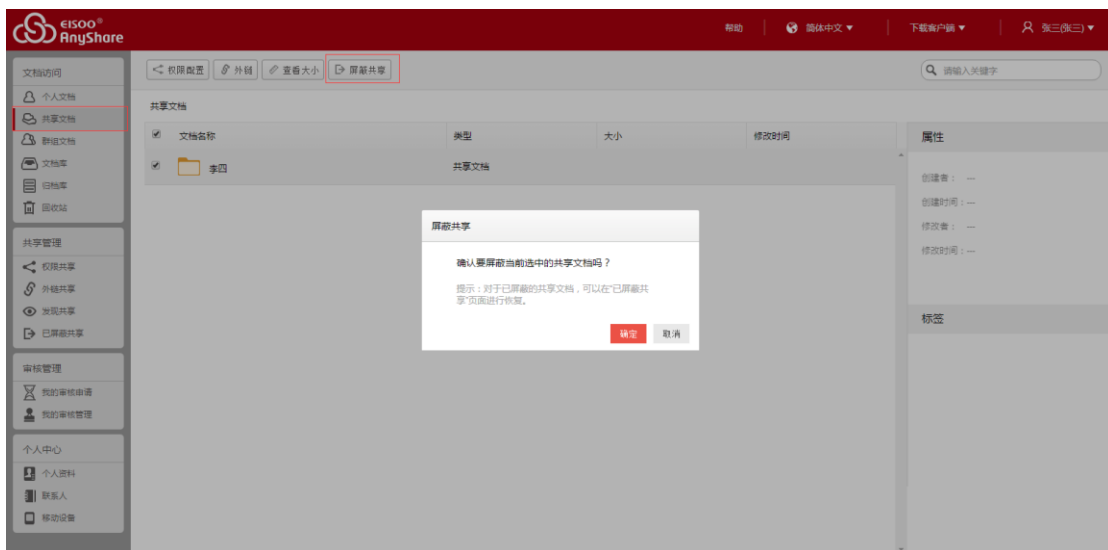 EISOO®
AnyShare
帮助
简体中文 ▼
下载客户端 ▼
张三(张三) ▼
文档访问
个人文档
共享文档
群组文档
文档库
归档库
回收站
共享管理
权限共享
外链共享
发现共享
已屏蔽共享
审核管理
我的审核申请
我的审核管理
个人中心
个人资料
联系人
移动设备
权限配置
外链
查看大小
屏蔽共享
请输入关键字
共享文档
文档名称
类型
大小
修改时间
李四
共享文档
屏蔽共享
确认要屏蔽当前选中的共享文档吗？
提示：对于已屏蔽的共享文档，可以在"已屏蔽共
享"页面进行恢复。
确定
取消
属性
创建者： —
创建时间：—
修改者： —
修改时间：—
标签